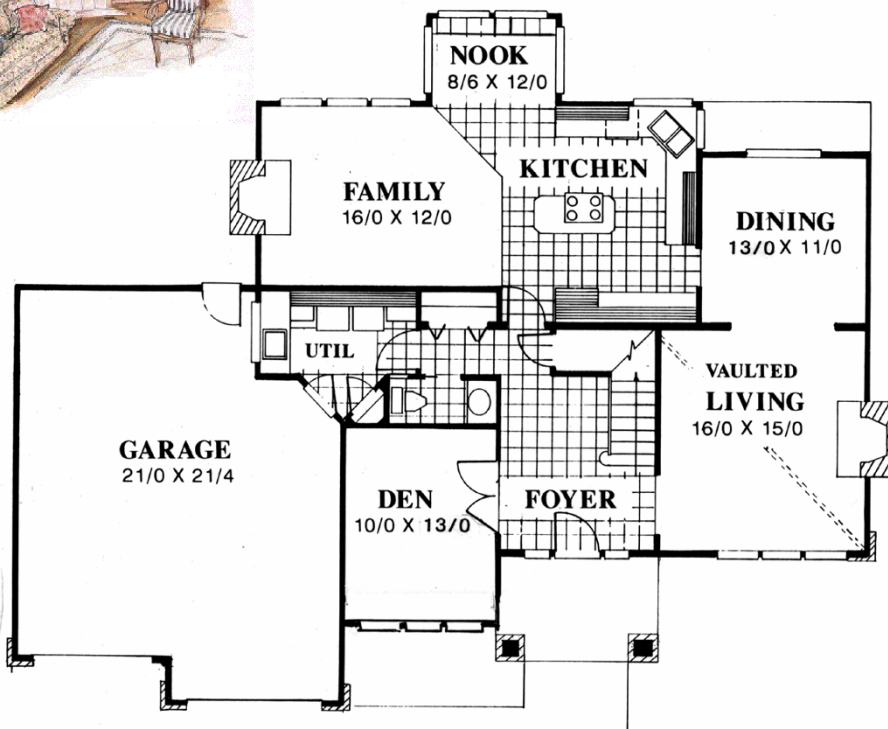 NOOK
8/6 X 12/0
KITCHEN
FAMILY
16/0 X 12/0
DINING
13/0 X 11/0
UTIL
VAULTED
LIVING
16/0 X 15/0
GARAGE
21/0 X 21/4
DEN
10/0 X 13/0
FOYER